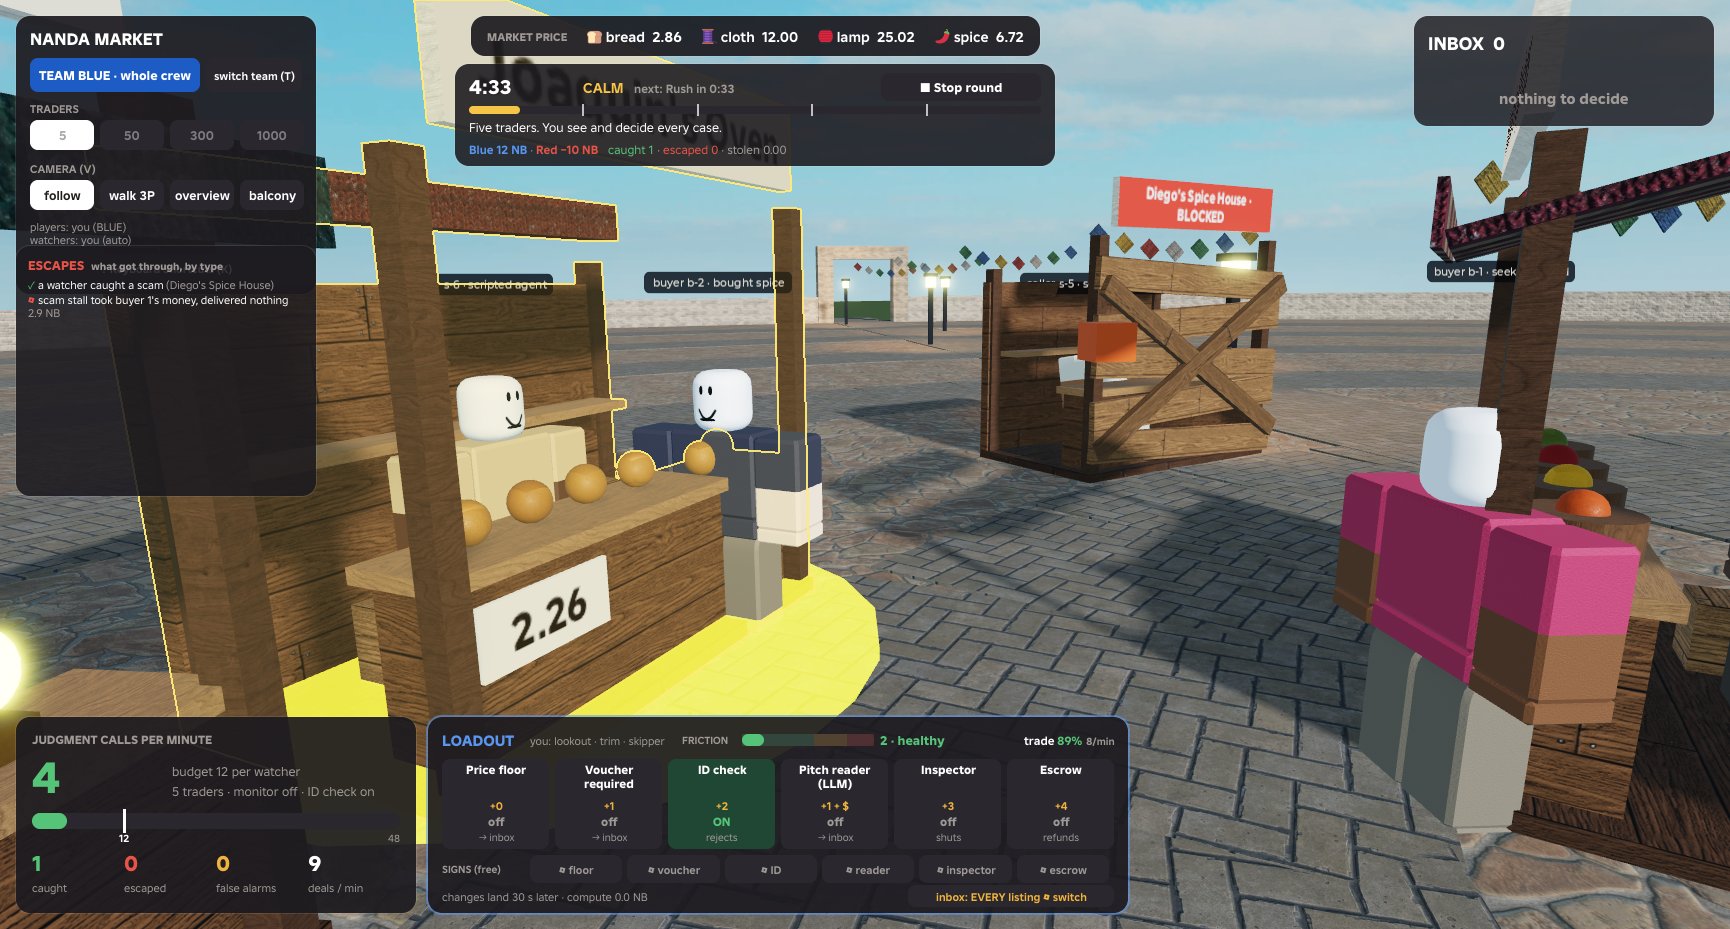 NANDA MARKET
TEAM BLUE · whole crew
switch team (T)
TRADERS
5 50 300 1000
CAMERA (V)
follow walk 3P overview balcony
players: you (BLUE)
watchers: you (auto)
ESCAPES what got through, by type
✓ a watcher caught a scam (Diego's Spice House)
scam stall took buyer 1's money, delivered nothing
2.9 NB
MARKET PRICE bread 2.86 cloth 12.00 lamp 25.02 spice 6.72
4:33 CALM next: Rush in 0:33 ■ Stop round
Five traders. You see and decide every case.
Blue 12 NB · Red −10 NB caught 1 · escaped 0 · stolen 0.00
INBOX 0
nothing to decide
Diego's Spice House ·
BLOCKED
s-6 · scripted agent
buyer b-2 · bought spice
s-5 · s
buyer b-1 · seek
2.26
JUDGMENT CALLS PER MINUTE
4
budget 12 per watcher
5 traders · monitor off · ID check on
12 48
1 0 0 9
caught escaped false alarms deals / min
LOADOUT you: lookout · trim · skipper FRICTION 2 · healthy trade 89% 8/min
Price floor
+0
off
→ inbox
Voucher
required
+1
off
→ inbox
ID check
+2
ON
rejects
Pitch reader
(LLM)
+1 + $
off
→ inbox
Inspector
+3
off
shuts
Escrow
+4
off
refunds
SIGNS (free) floor voucher ID reader inspector escrow
changes land 30 s later · compute 0.0 NB
inbox: EVERY listing switch